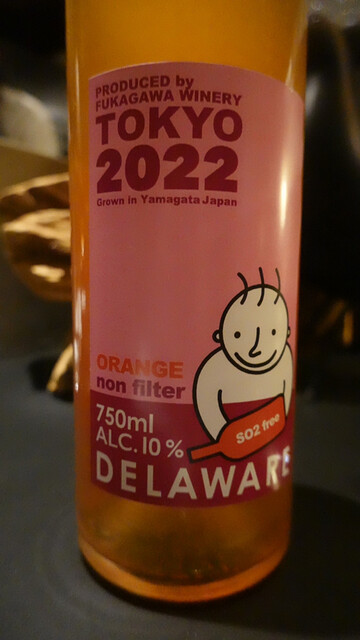 PRODUCED by
FUKAGAWA WINERY
TOKYO
2022
Grown in Yamagata Japan
ORANGE
non filter
750ml
ALC. 10%
SO2 free
DELAWARE